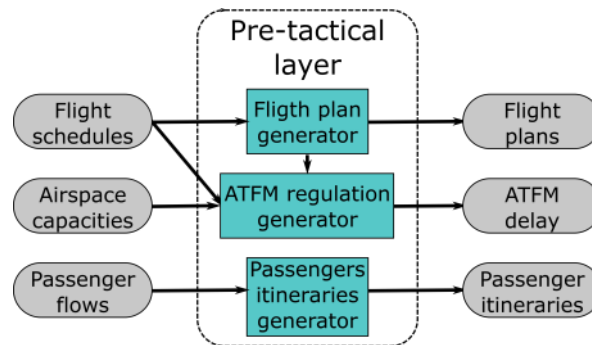 Pre-tactical
layer
Flight
schedules
Fligth plan
generator
Flight
plans
Airspace
capacities
ATFM regulation
generator
ATFM
delay
Passenger
flows
Passengers
itineraries
generator
Passenger
itineraries